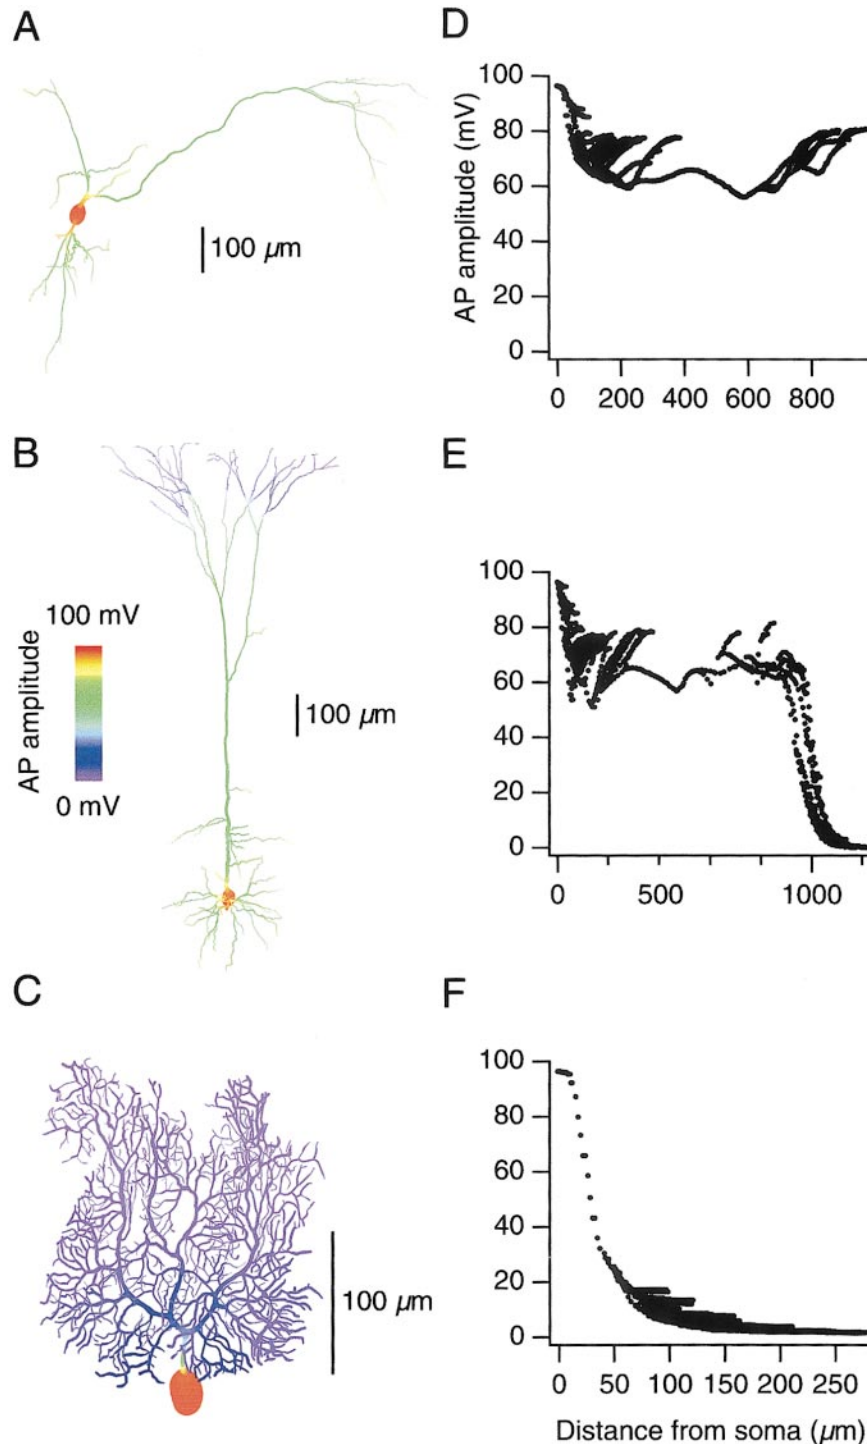 A
100 µm
D
AP amplitude (mV)
100
80
60
40
20
0
0 200 400 600 800
B
100 mV
AP amplitude
0 mV
100 µm
E
100
80
60
40
20
0
0 500 1000
C
100 µm
F
100
80
60
40
20
0
0 50 100 150 200 250
Distance from soma (µm)